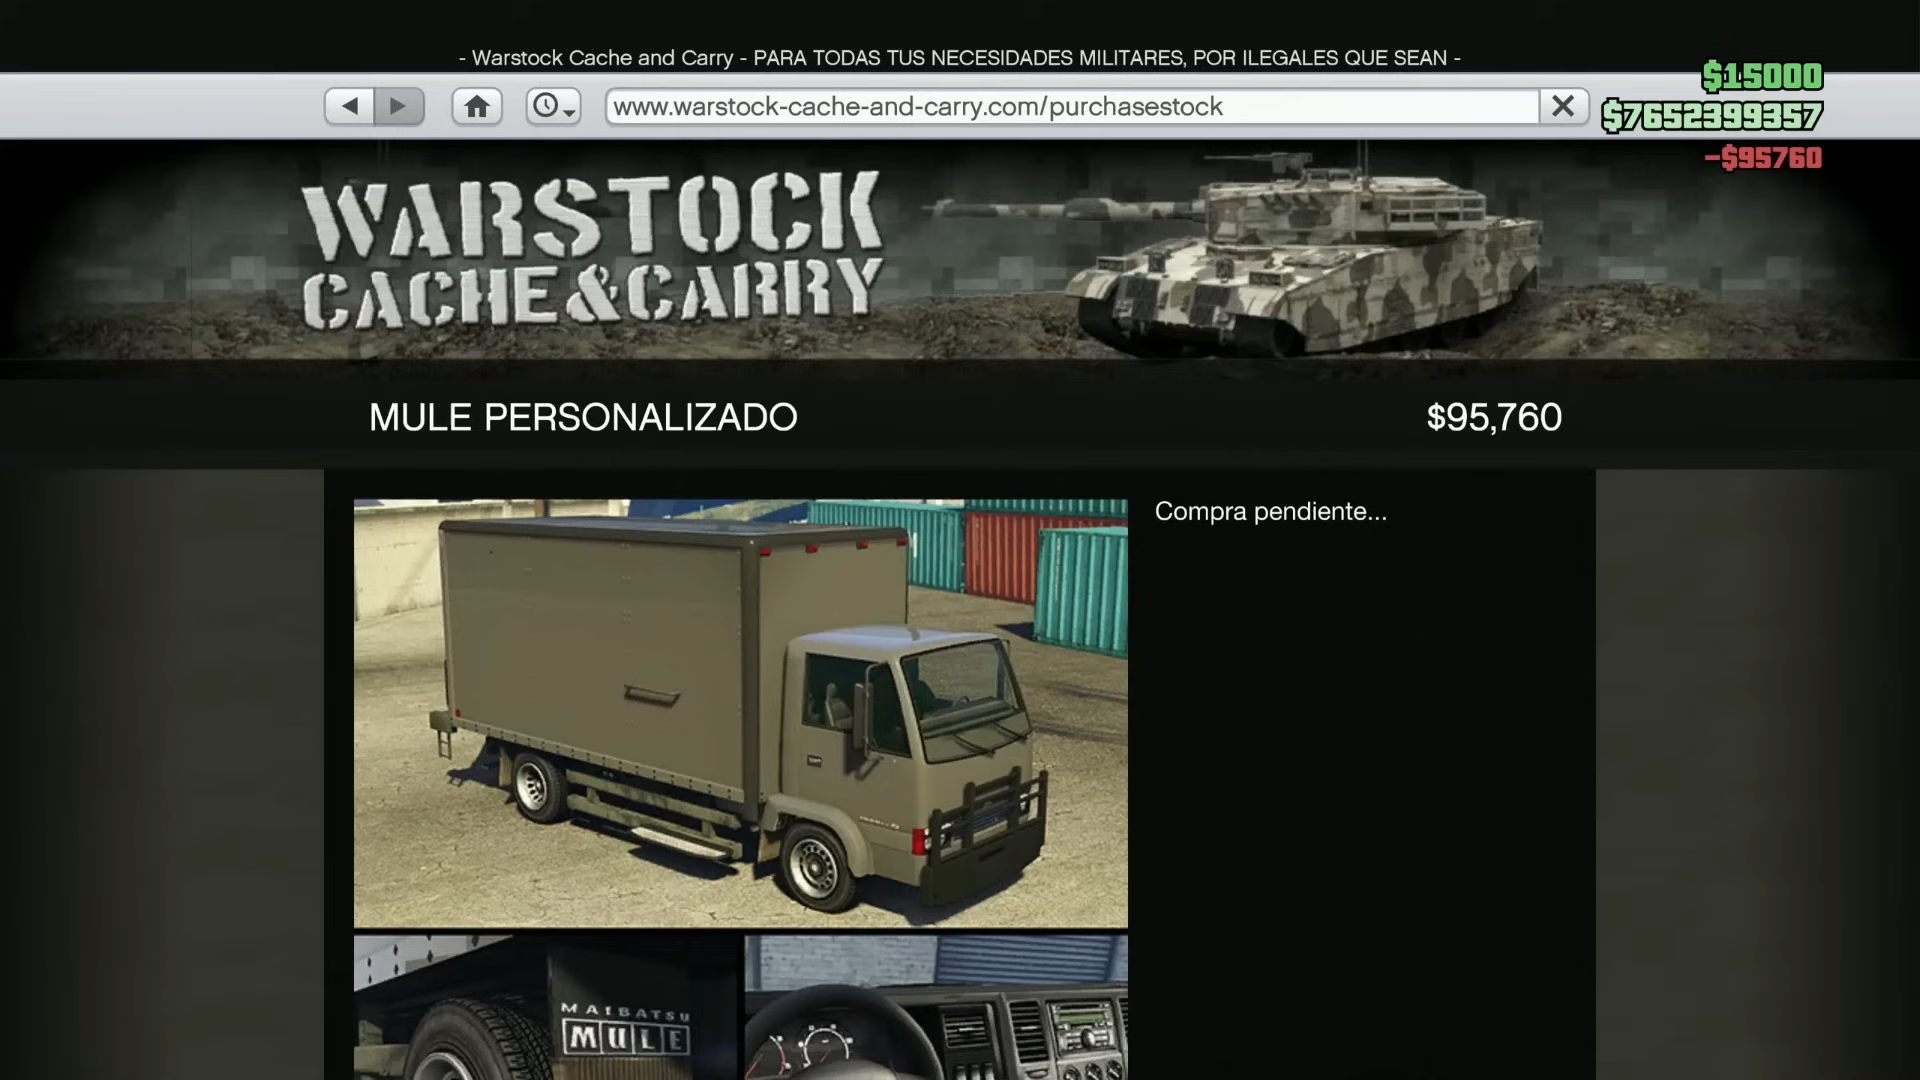 - Warstock Cache and Carry - PARA TODAS TUS NECESIDADES MILITARES, POR ILEGALES QUE SEAN -
$15000
www.warstock-cache-and-carry.com/purchasestock
$7652399357
-$95760
WARSTOCK
CACHE&CARRY
MULE PERSONALIZADO
$95,760
Compra pendiente...
MAIBATSU
MULE